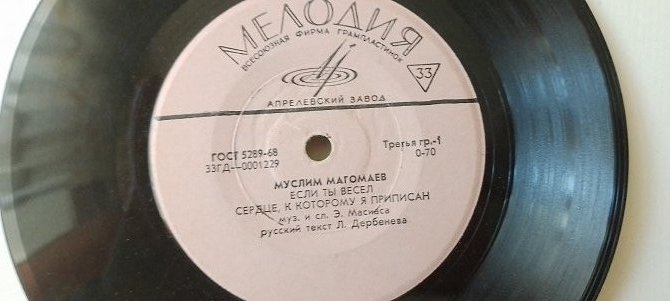 МЕЛОДИЯ
ВСЕСОЮЗНАЯ ФИРМА ГРАМПЛАСТИНОК
33
АПРЕЛЕВСКИЙ ЗАВОД
ГОСТ 5289-68 Третья гр.-1
33ГД—0001229 0-70
МУСЛИМ МАГОМАЕВ
ЕСЛИ ТЫ ВЕСЕЛ
СЕРДЦЕ, К КОТОРОМУ Я ПРИПИСАН
муз. и сл. Э. Масиаса
русский текст Л. Дербенева